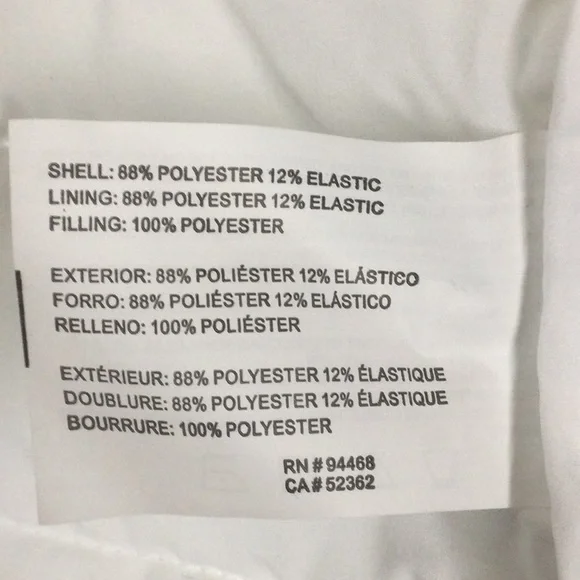 SHELL: 88% POLYESTER 12% ELASTIC
LINING: 88% POLYESTER 12% ELASTIC
FILLING: 100% POLYESTER
EXTERIOR: 88% POLIÉSTER 12% ELÁSTICO
FORRO: 88% POLIÉSTER 12% ELÁSTICO
RELLENO: 100% POLIÉSTER
EXTÉRIEUR: 88% POLYESTER 12% ÉLASTIQUE
DOUBLURE: 88% POLYESTER 12% ÉLASTIQUE
BOURRURE: 100% POLYESTER
RN # 94468
CA# 52362